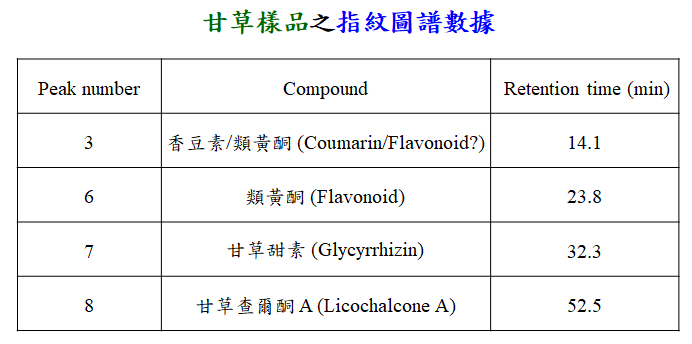 甘草樣品之指紋圖譜數據
Peak number Compound Retention time (min)
3 香豆素/類黃酮 (Coumarin/Flavonoid?) 14.1
6 類黃酮 (Flavonoid) 23.8
7 甘草甜素 (Glycyrrhizin) 32.3
8 甘草查爾酮 A (Licochalcone A) 52.5